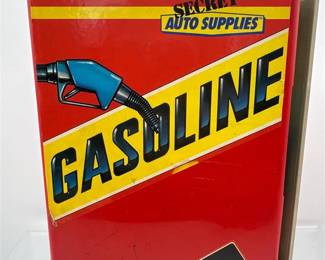 SECRET
AUTO SUPPLIES
GASOLINE